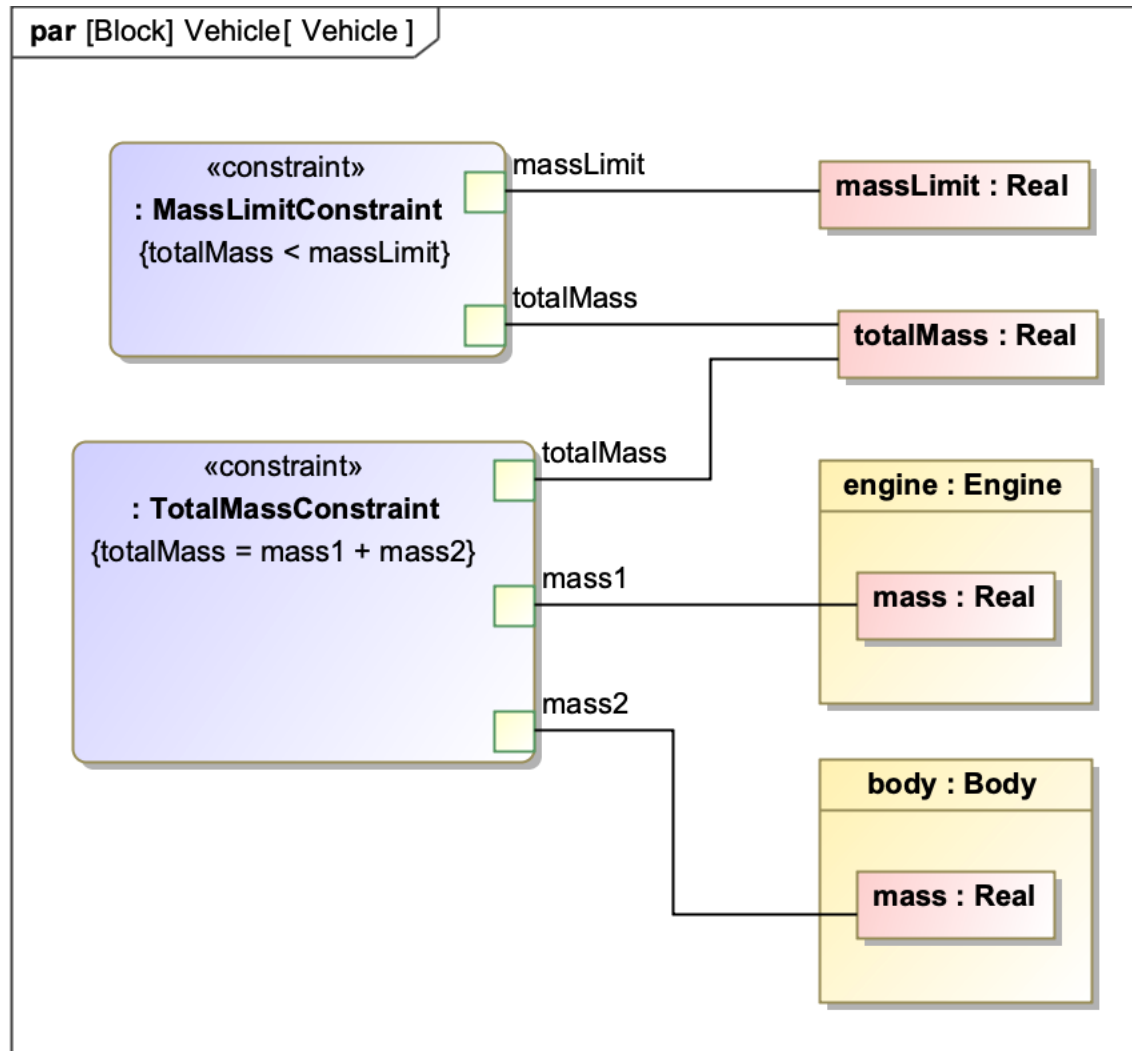 par [Block] Vehicle[ Vehicle ]
«constraint»
: MassLimitConstraint
{totalMass < massLimit}
massLimit
massLimit : Real
totalMass
totalMass : Real
«constraint»
: TotalMassConstraint
{totalMass = mass1 + mass2}
totalMass
mass1
mass2
engine : Engine
mass : Real
body : Body
mass : Real